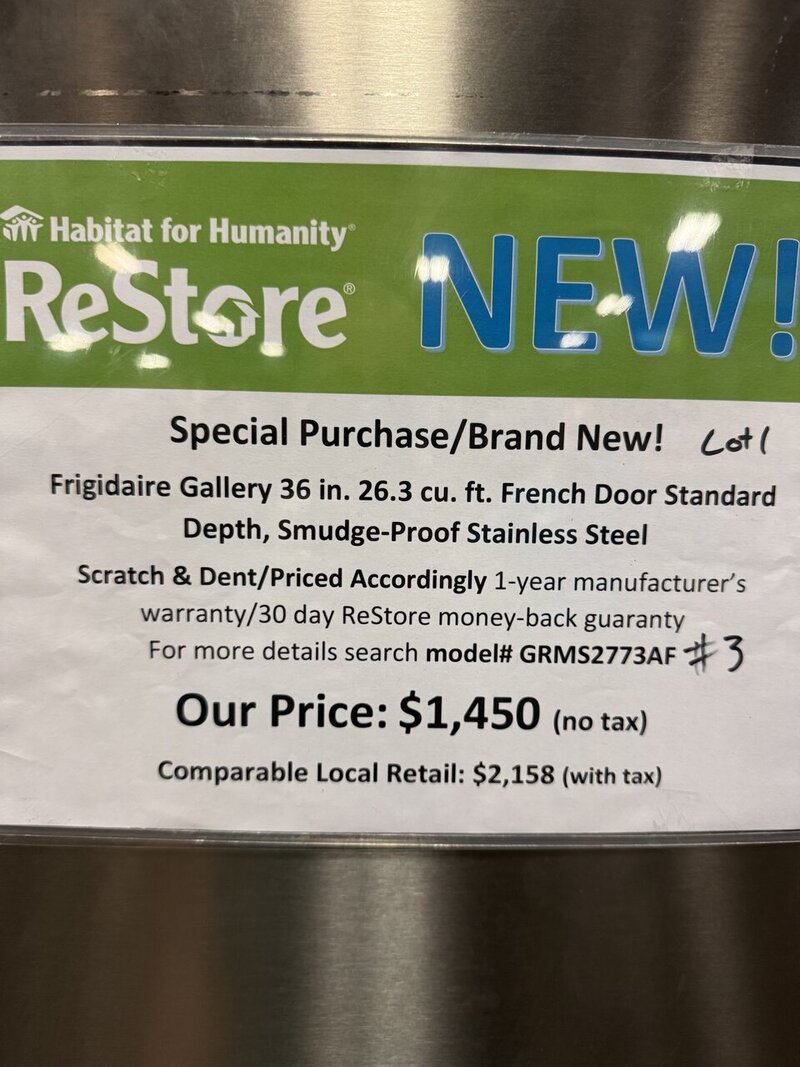 Habitat for Humanity®
ReStore®
NEW!
Special Purchase/Brand New! Lot 1
Frigidaire Gallery 36 in. 26.3 cu. ft. French Door Standard
Depth, Smudge-Proof Stainless Steel
Scratch & Dent/Priced Accordingly 1-year manufacturer's
warranty/30 day ReStore money-back guaranty
For more details search model# GRMS2773AF #3
Our Price: $1,450 (no tax)
Comparable Local Retail: $2,158 (with tax)